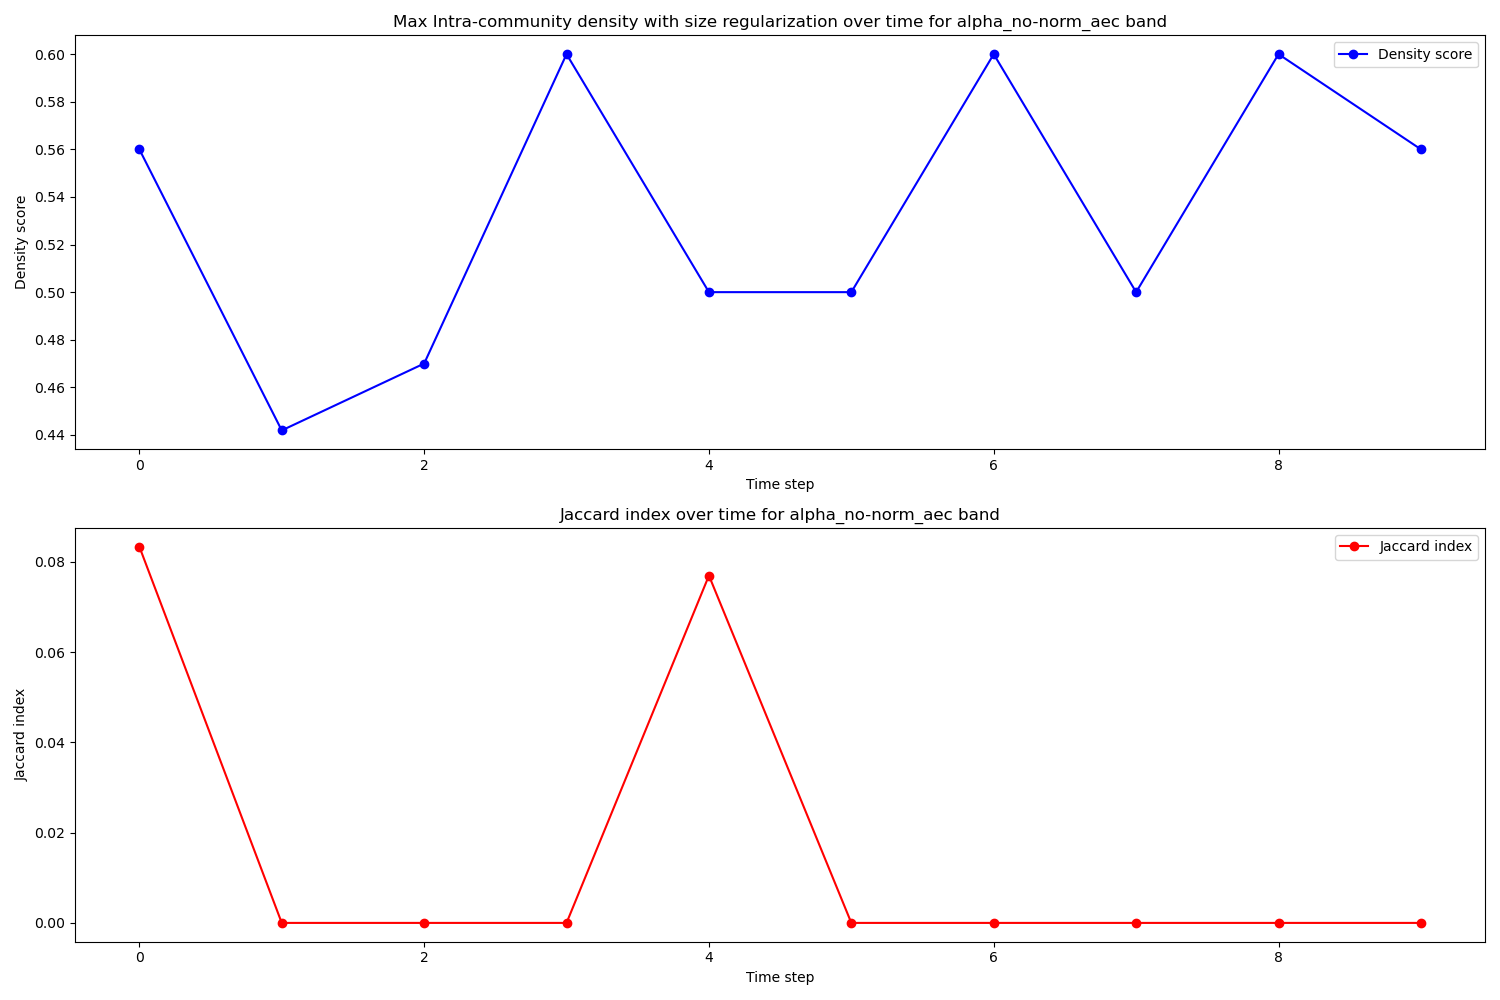 Max Intra-community density with size regularization over time for alpha_no-norm_aec band
Density score
0.60
0.58
0.56
0.54
0.52
0.50
0.48
0.46
0.44
Density score
0 2 4 6 8
Time step
Jaccard index over time for alpha_no-norm_aec band
Jaccard index
0.08
0.06
0.04
0.02
0.00
Jaccard index
0 2 4 6 8
Time step